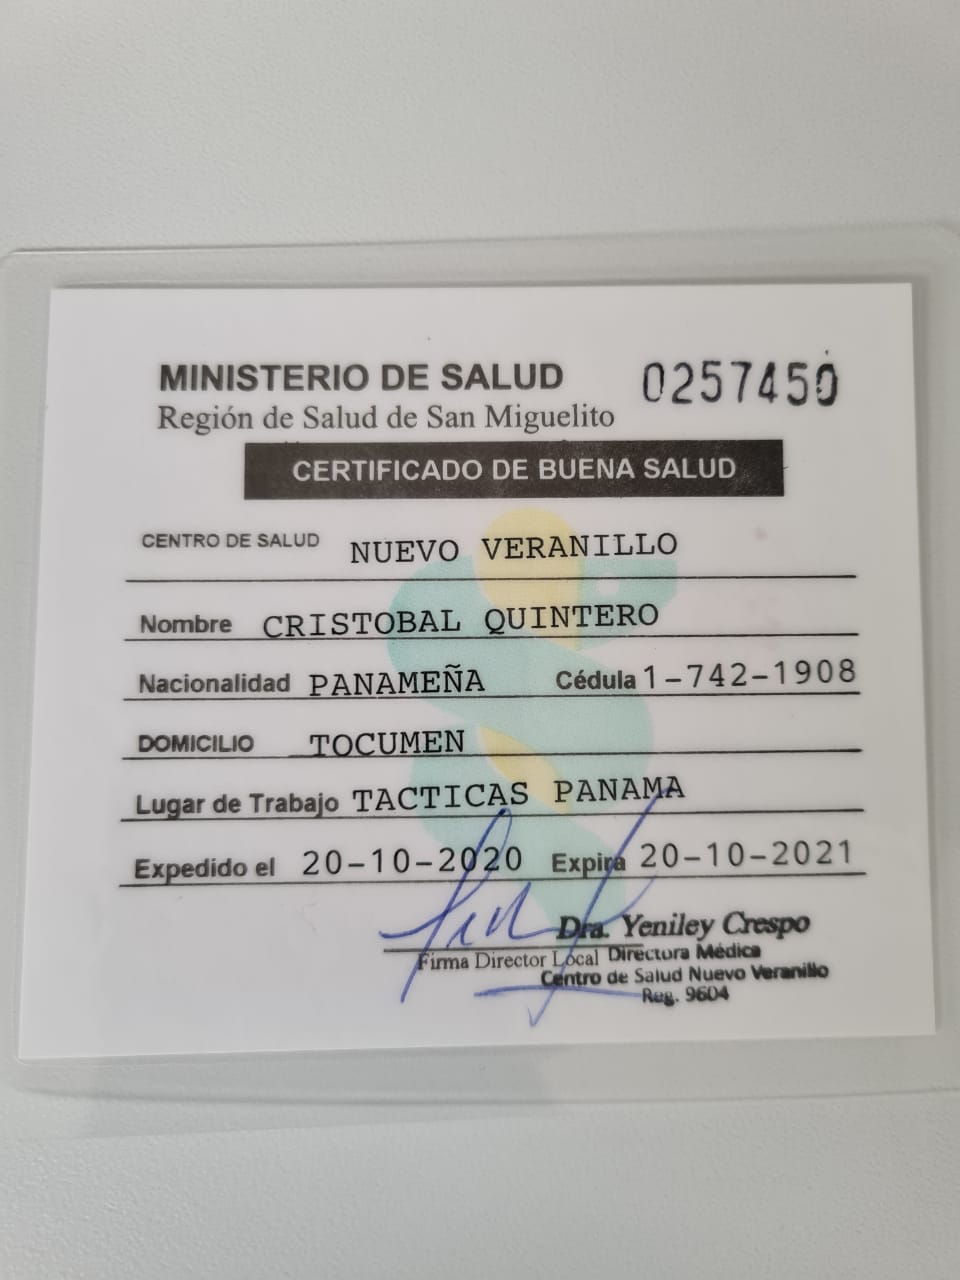 MINISTERIO DE SALUD 0257450
Región de Salud de San Miguelito
CERTIFICADO DE BUENA SALUD
CENTRO DE SALUD NUEVO VERANILLO
Nombre CRISTOBAL QUINTERO
Nacionalidad PANAMEÑA Cédula 1-742-1908
DOMICILIO TOCUMEN
Lugar de Trabajo TACTICAS PANAMA
Expedido el 20-10-2020 Expira 20-10-2021
Dra. Yeniley Crespo
Firma Director Local Directora Médica
Centro de Salud Nuevo Veranillo
Reg. 9604